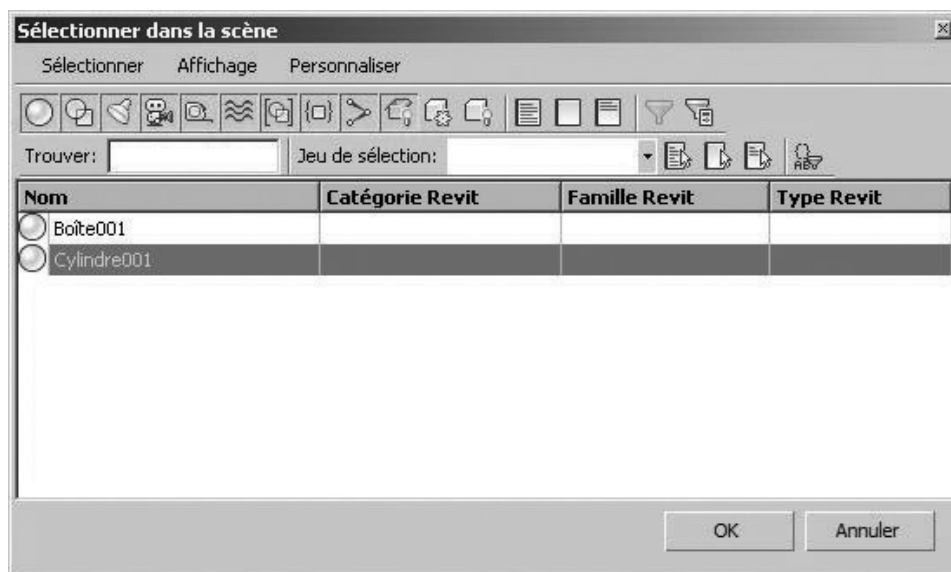 Sélectionner dans la scène
Sélectionner Affichage Personnaliser
Trouver: Jeu de sélection:
Nom Catégorie Revit Famille Revit Type Revit
Boîte001
Cylindre001
OK Annuler